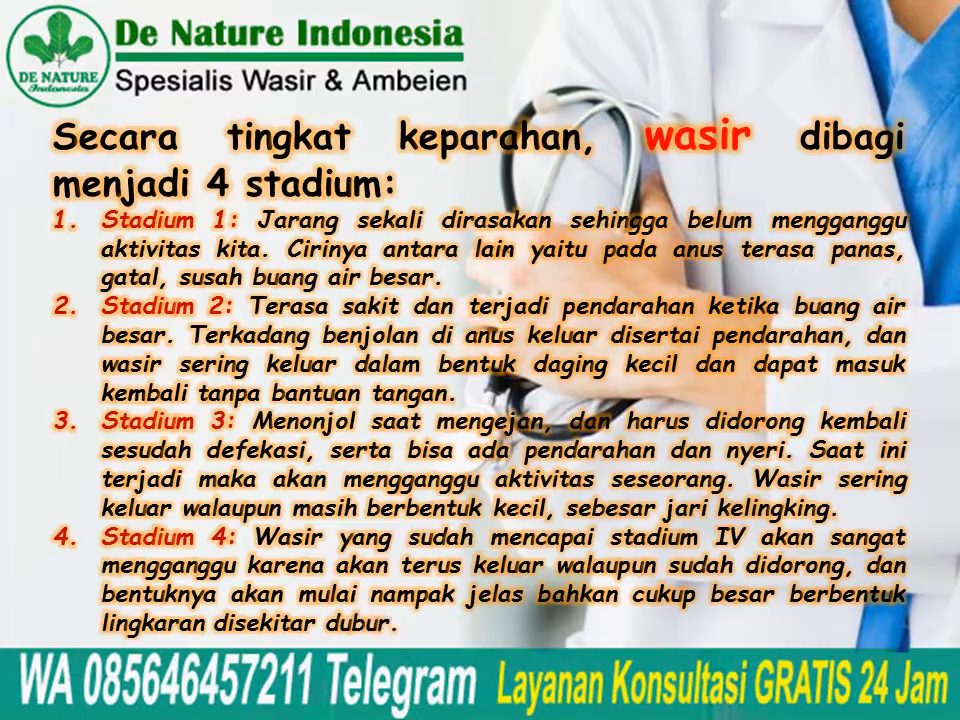 DE NATURE
Indonesia
De Nature Indonesia
Spesialis Wasir & Ambeien
Secara tingkat keparahan, wasir dibagi
menjadi 4 stadium:
1. Stadium 1: Jarang sekali dirasakan sehingga belum mengganggu
aktivitas kita. Cirinya antara lain yaitu pada anus terasa panas,
gatal, susah buang air besar.
2. Stadium 2: Terasa sakit dan terjadi pendarahan ketika buang air
besar. Terkadang benjolan di anus keluar disertai pendarahan, dan
wasir sering keluar dalam bentuk daging kecil dan dapat masuk
kembali tanpa bantuan tangan.
3. Stadium 3: Menonjol saat mengejan, dan harus didorong kembali
sesudah defekasi, serta bisa ada pendarahan dan nyeri. Saat ini
terjadi maka akan mengganggu aktivitas seseorang. Wasir sering
keluar walaupun masih berbentuk kecil, sebesar jari kelingking.
4. Stadium 4: Wasir yang sudah mencapai stadium IV akan sangat
mengganggu karena akan terus keluar walaupun sudah didorong, dan
bentuknya akan mulai nampak jelas bahkan cukup besar berbentuk
lingkaran disekitar dubur.
WA 085646457211 Telegram Layanan Konsultasi GRATIS 24 Jam